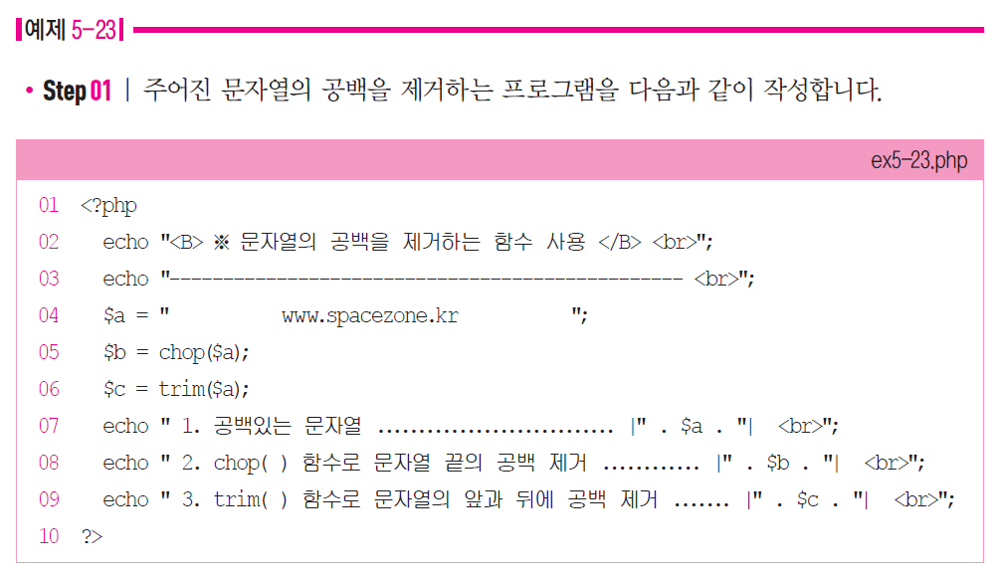 예제 5-23
• Step 01 | 주어진 문자열의 공백을 제거하는 프로그램을 다음과 같이 작성합니다.
ex5-23.php
01 <?php
02 echo "<B> ※ 문자열의 공백을 제거하는 함수 사용 </B> <br>";
03 echo "------------------------------------------------ <br>";
04 $a = "          www.spacezone.kr          ";
05 $b = chop($a);
06 $c = trim($a);
07 echo " 1. 공백있는 문자열 ............................ |" . $a . "|  <br>";
08 echo " 2. chop( ) 함수로 문자열 끝의 공백 제거 ............ |" . $b . "|  <br>";
09 echo " 3. trim( ) 함수로 문자열의 앞과 뒤에 공백 제거 ....... |" . $c . "|  <br>";
10 ?>